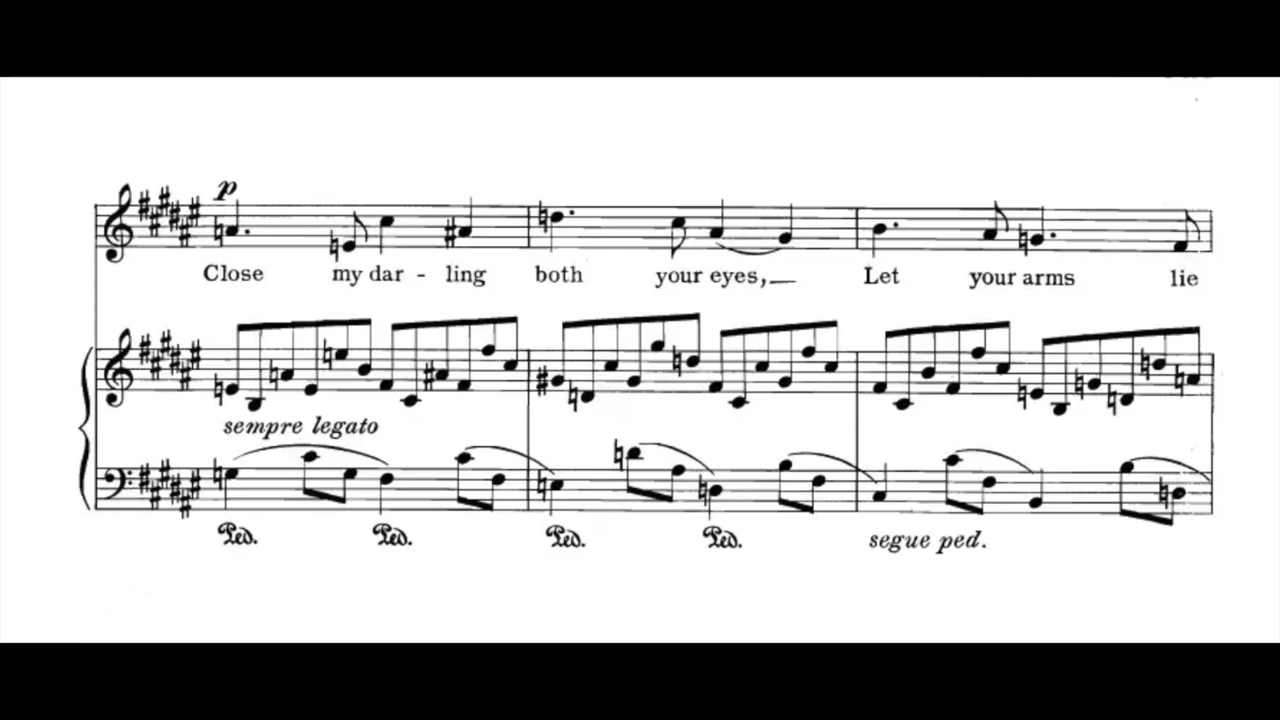 p
Close my dar - ling both your eyes, Let your arms lie
sempre legato
Ped. Ped. Ped. Ped. segue ped.